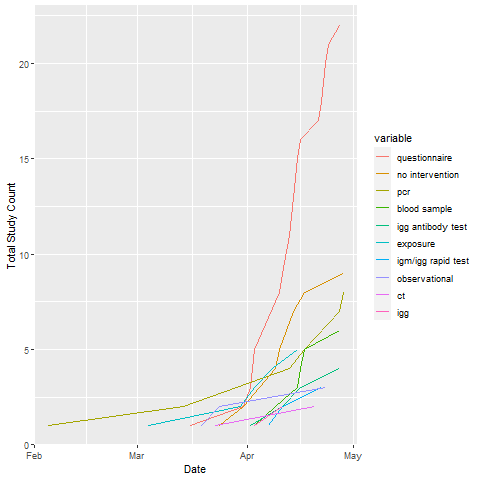 20
15
10
5
0
Feb
Mar
Apr
May
Total Study Count
Date
variable
questionnaire
no intervention
pcr
blood sample
igg antibody test
exposure
igm/igg rapid test
observational
ct
igg